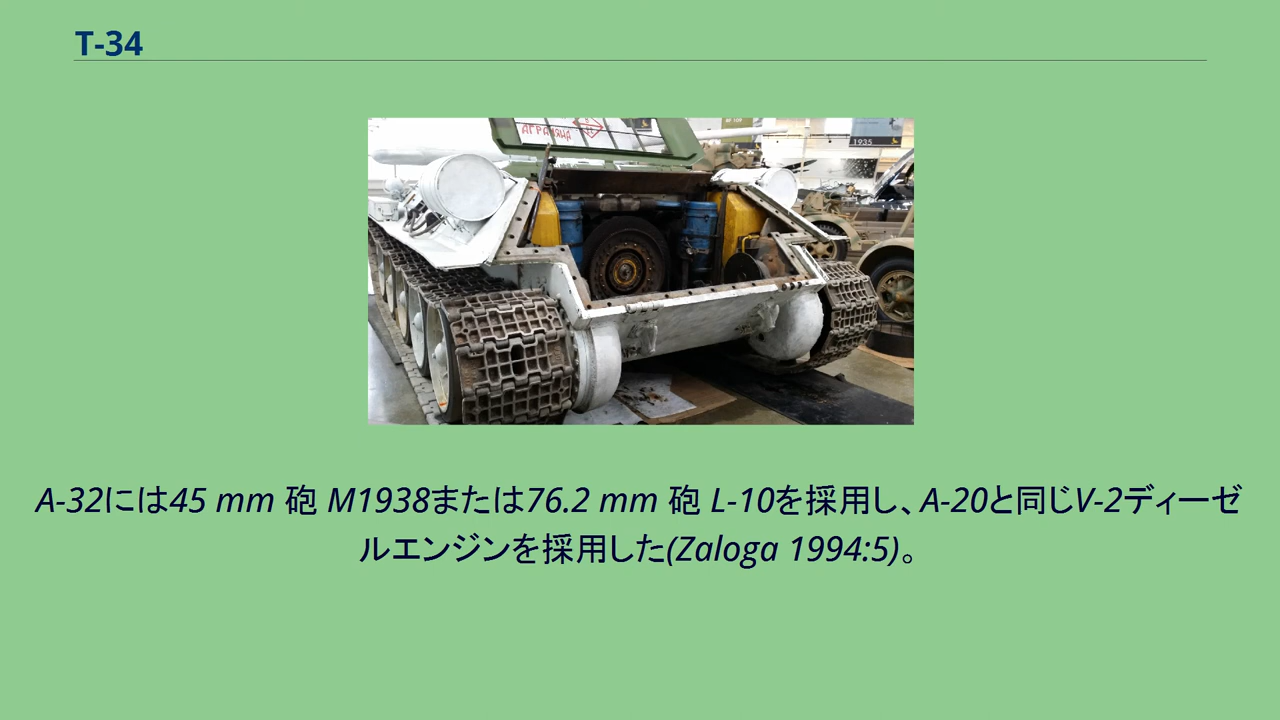 T-34
АГРАНЯНА
1935
A-32には45 mm 砲 M1938または76.2 mm 砲 L-10を採用し、A-20と同じV-2ディーゼ
ルエンジンを採用した(Zaloga 1994:5)。